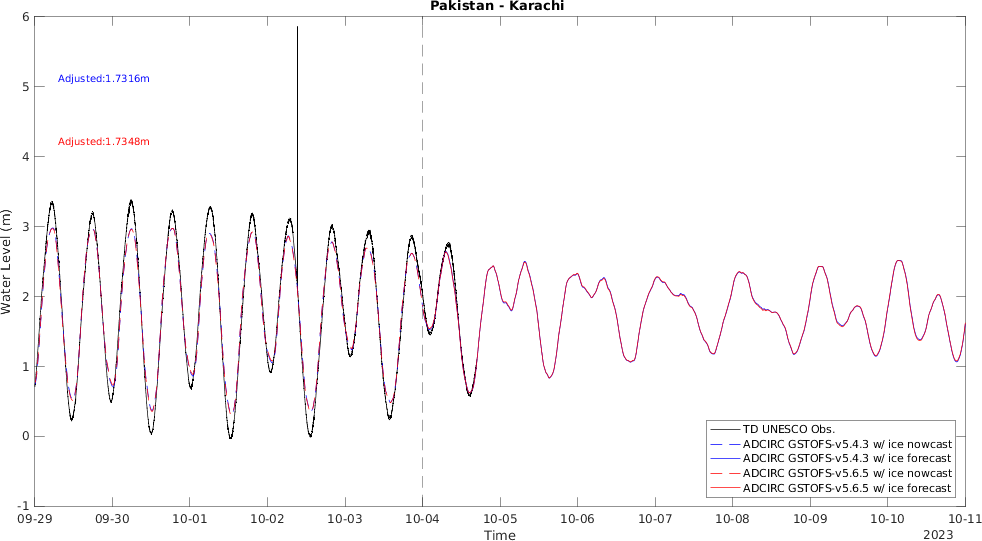 Pakistan - Karachi
6
5
4
3
2
1
0
-1
Water Level (m)
Adjusted:1.7316m
Adjusted:1.7348m
TD UNESCO Obs.
ADCIRC GSTOFS-v5.4.3 w/ ice nowcast
ADCIRC GSTOFS-v5.4.3 w/ ice forecast
ADCIRC GSTOFS-v5.6.5 w/ ice nowcast
ADCIRC GSTOFS-v5.6.5 w/ ice forecast
09-29 09-30 10-01 10-02 10-03 10-04 10-05 10-06 10-07 10-08 10-09 10-10 10-11
Time
2023